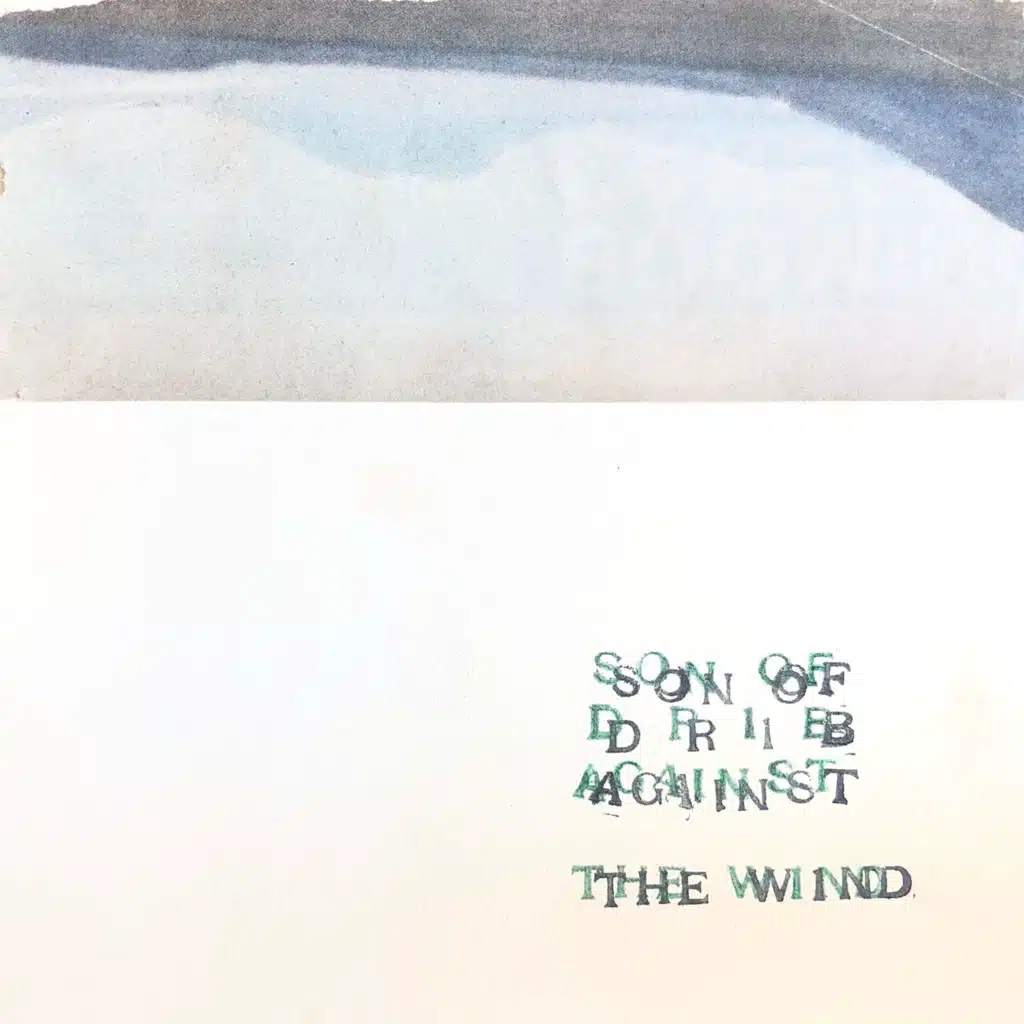 SON OF
DRIB
AGAINST
THE WIND